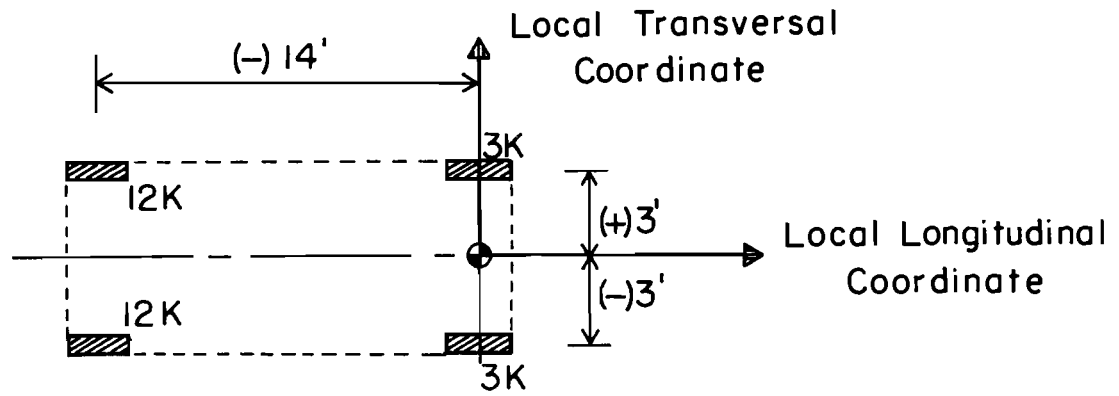 Local Transversal
Coordinate
(-) 14'
3K
12K
(+)3'
Local Longitudinal
Coordinate
(-)3'
12K
3K